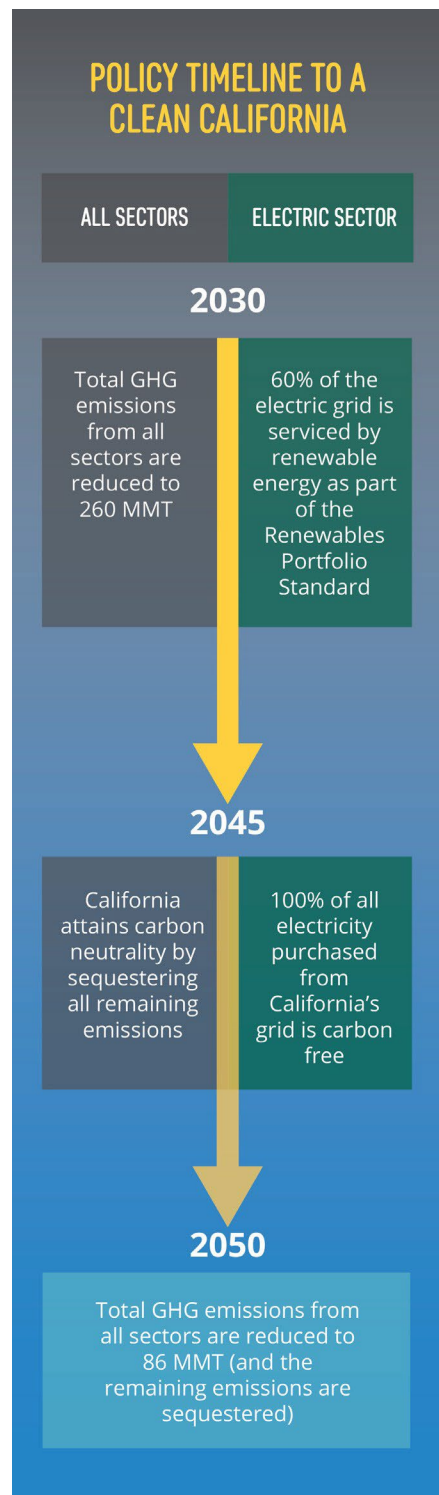 POLICY TIMELINE TO A
CLEAN CALIFORNIA
ALL SECTORS
ELECTRIC SECTOR
2030
Total GHG
emissions
from all
sectors are
reduced to
260 MMT
60% of the
electric grid is
serviced by
renewable
energy as part
of the
Renewables
Portfolio
Standard
2045
California
attains carbon
neutrality by
sequestering
all remaining
emissions
100% of all
electricity
purchased
from
California’s
grid is carbon
free
2050
Total GHG emissions from
all sectors are reduced to
86 MMT (and the
remaining emissions are
sequestered)